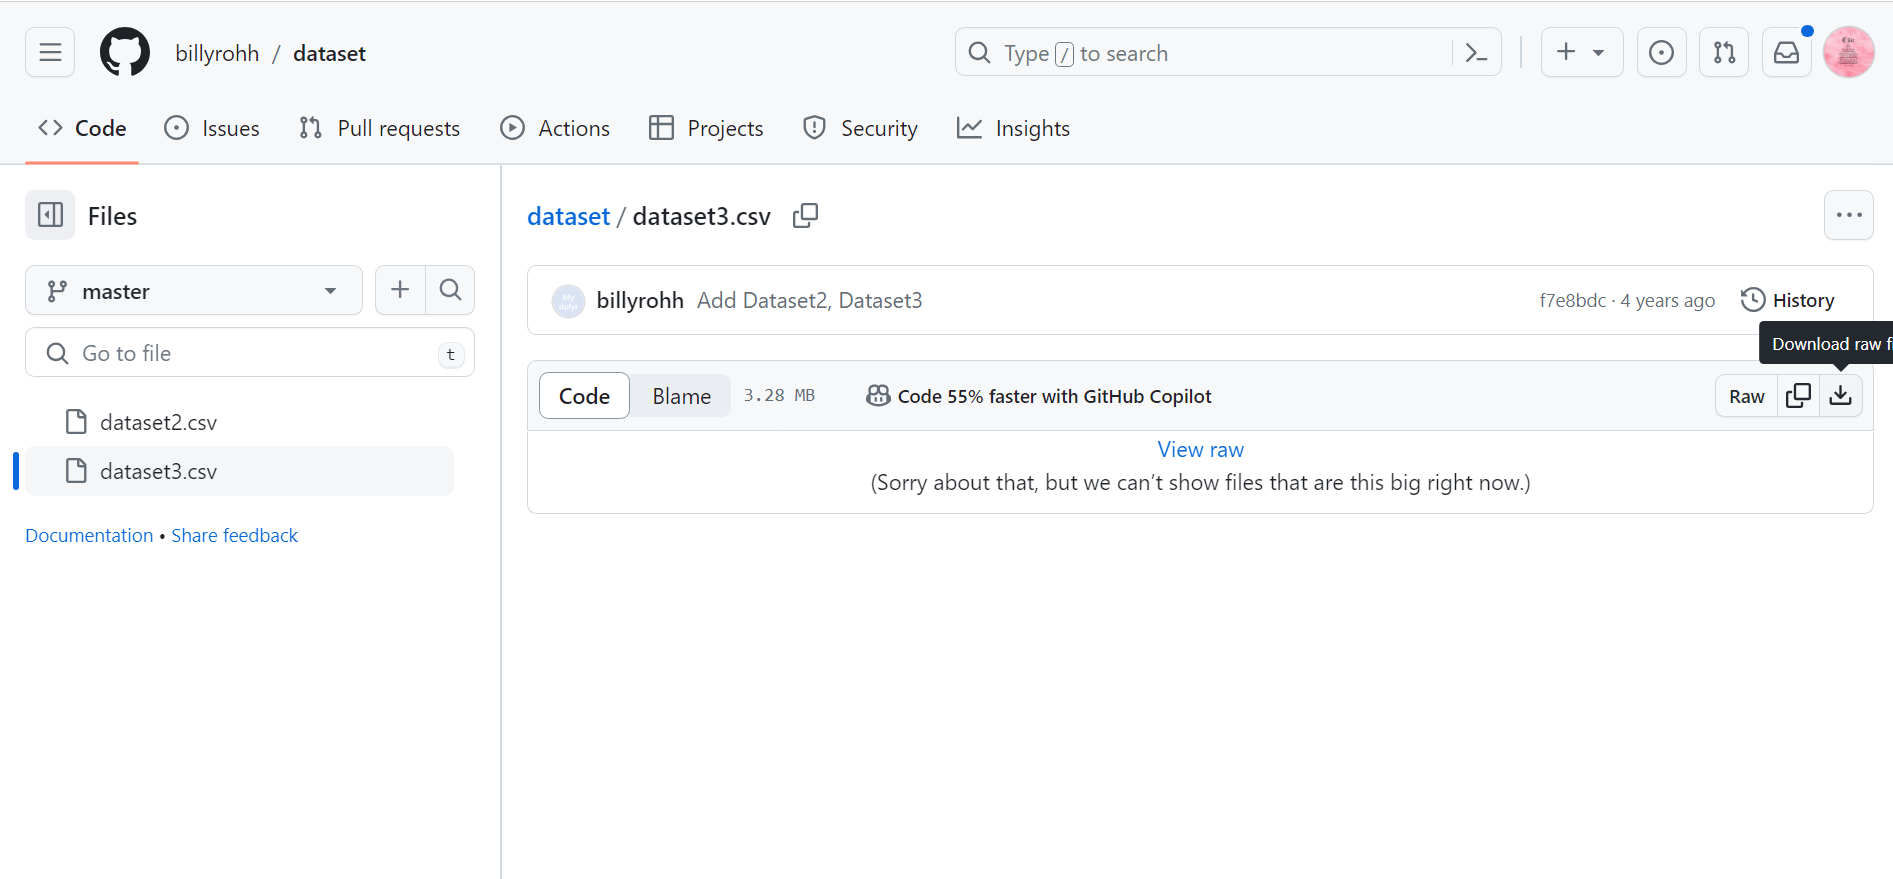 billyrohh / dataset
Type / to search
Code
Issues
Pull requests
Actions
Projects
Security
Insights
Files
master
Go to file
t
dataset2.csv
dataset3.csv
Documentation • Share feedback
dataset / dataset3.csv
billyrohh Add Dataset2, Dataset3
f7e8bdc · 4 years ago
History
Download raw fi
Code
Blame
3.28 MB
Code 55% faster with GitHub Copilot
Raw
View raw
(Sorry about that, but we can’t show files that are this big right now.)